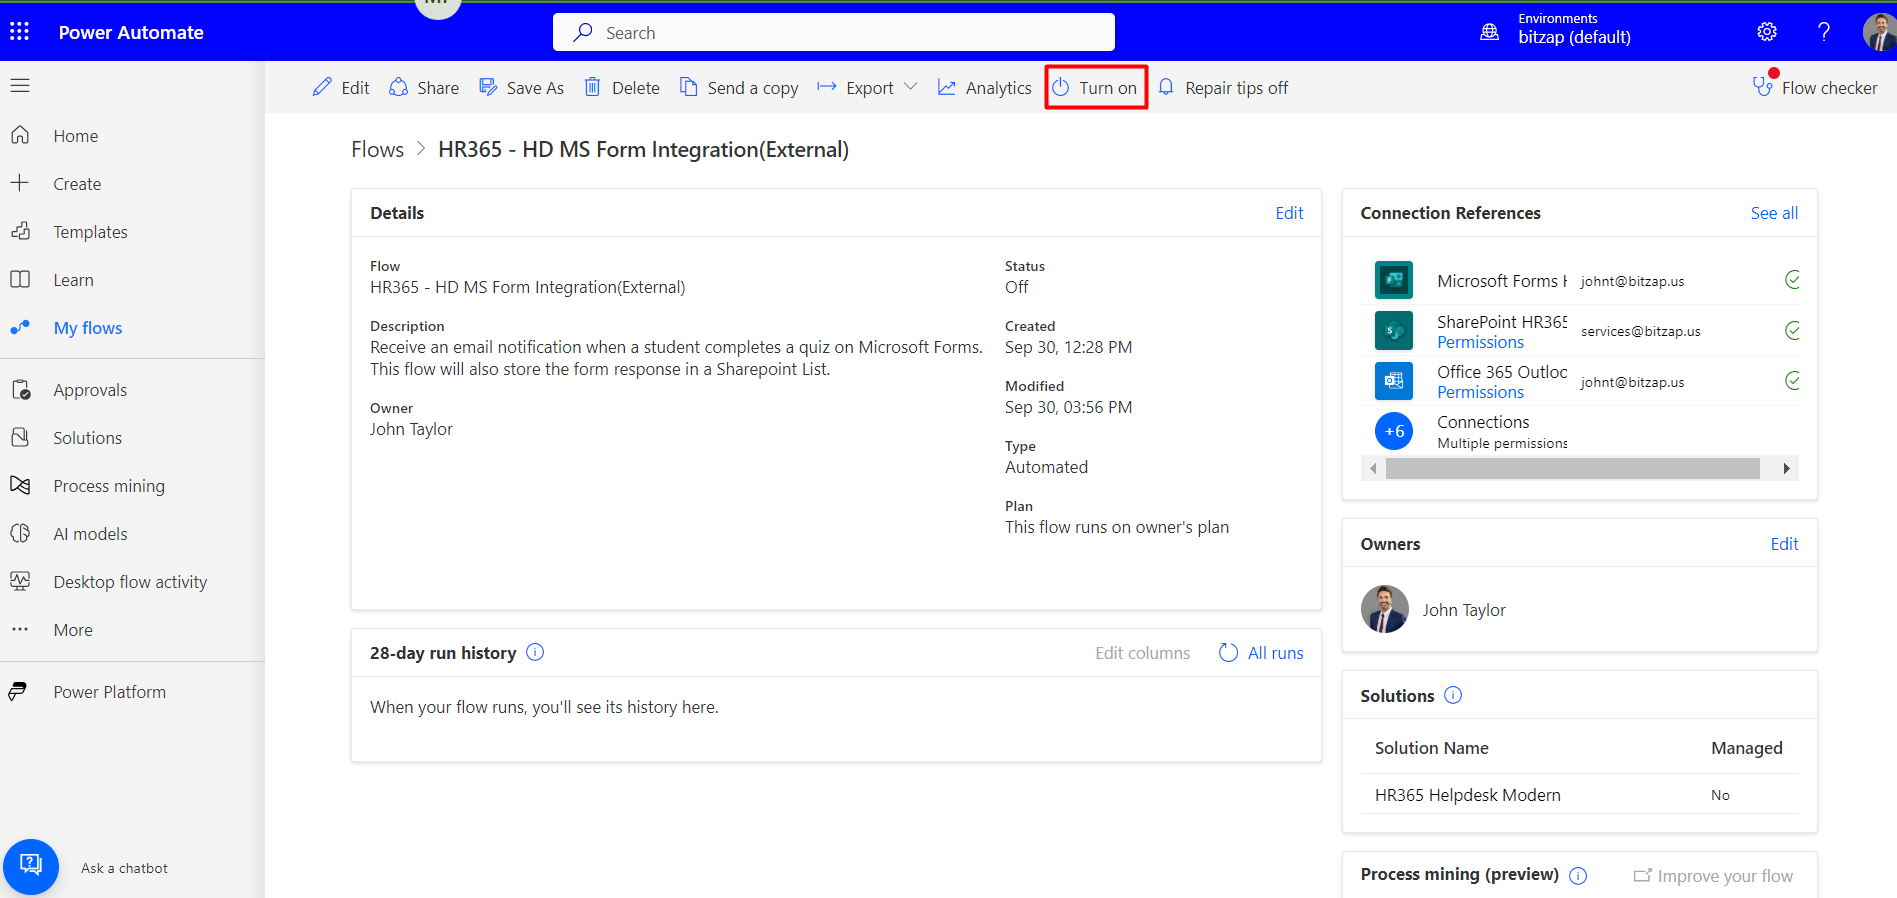 Power Automate
Search
Environments
bitzap (default)
Edit
Share
Save As
Delete
Send a copy
Export
Analytics
Turn on
Repair tips off
Flow checker
Home
Create
Templates
Learn
My flows
Approvals
Solutions
Process mining
AI models
Desktop flow activity
More
Power Platform
Ask a chatbot
Flows > HR365 - HD MS Form Integration(External)
Details
Edit
Flow
HR365 - HD MS Form Integration(External)
Description
Receive an email notification when a student completes a quiz on Microsoft Forms.
This flow will also store the form response in a Sharepoint List.
Owner
John Taylor
Status
Off
Created
Sep 30, 12:28 PM
Modified
Sep 30, 03:56 PM
Type
Automated
Plan
This flow runs on owner's plan
28-day run history
Edit columns
All runs
When your flow runs, you'll see its history here.
Connection References
See all
Microsoft Forms
johnt@bitzap.us
SharePoint HR365
Permissions
services@bitzap.us
Office 365 Outloo
Permissions
johnt@bitzap.us
+6
Connections
Multiple permissions
Owners
Edit
John Taylor
Solutions
Solution Name Managed
HR365 Helpdesk Modern No
Process mining (preview)
Improve your flow